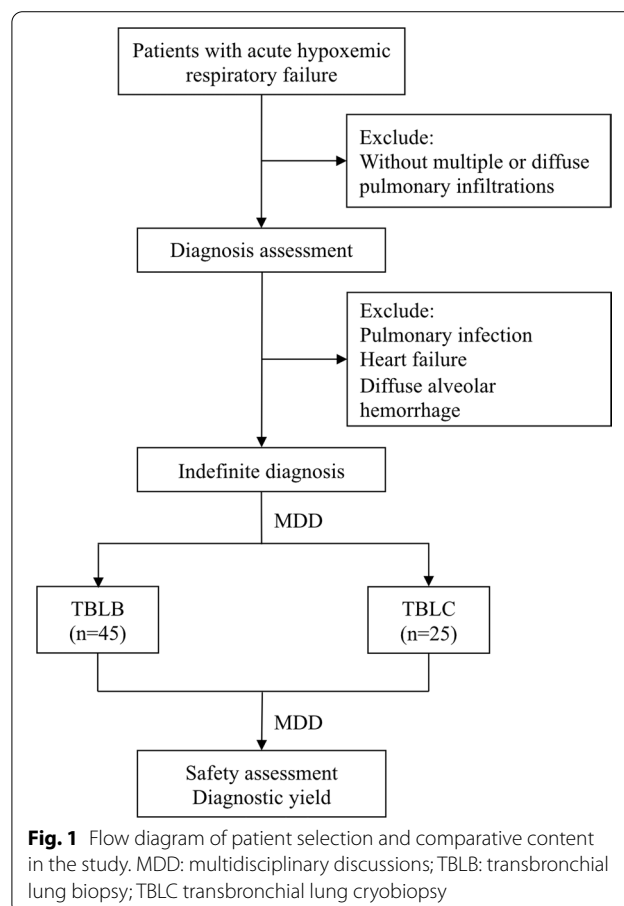 Patients with acute hypoxemic
respiratory failure
Exclude:
Without multiple or diffuse
pulmonary infiltrations
Diagnosis assessment
Exclude:
Pulmonary infection
Heart failure
Diffuse alveolar
hemorrhage
Indefinite diagnosis
MDD
TBLB
(n=45)
TBLC
(n=25)
MDD
Safety assessment
Diagnostic yield
Fig. 1 Flow diagram of patient selection and comparative content
in the study. MDD: multidisciplinary discussions; TBLB: transbronchial
lung biopsy; TBLC transbronchial lung cryobiopsy